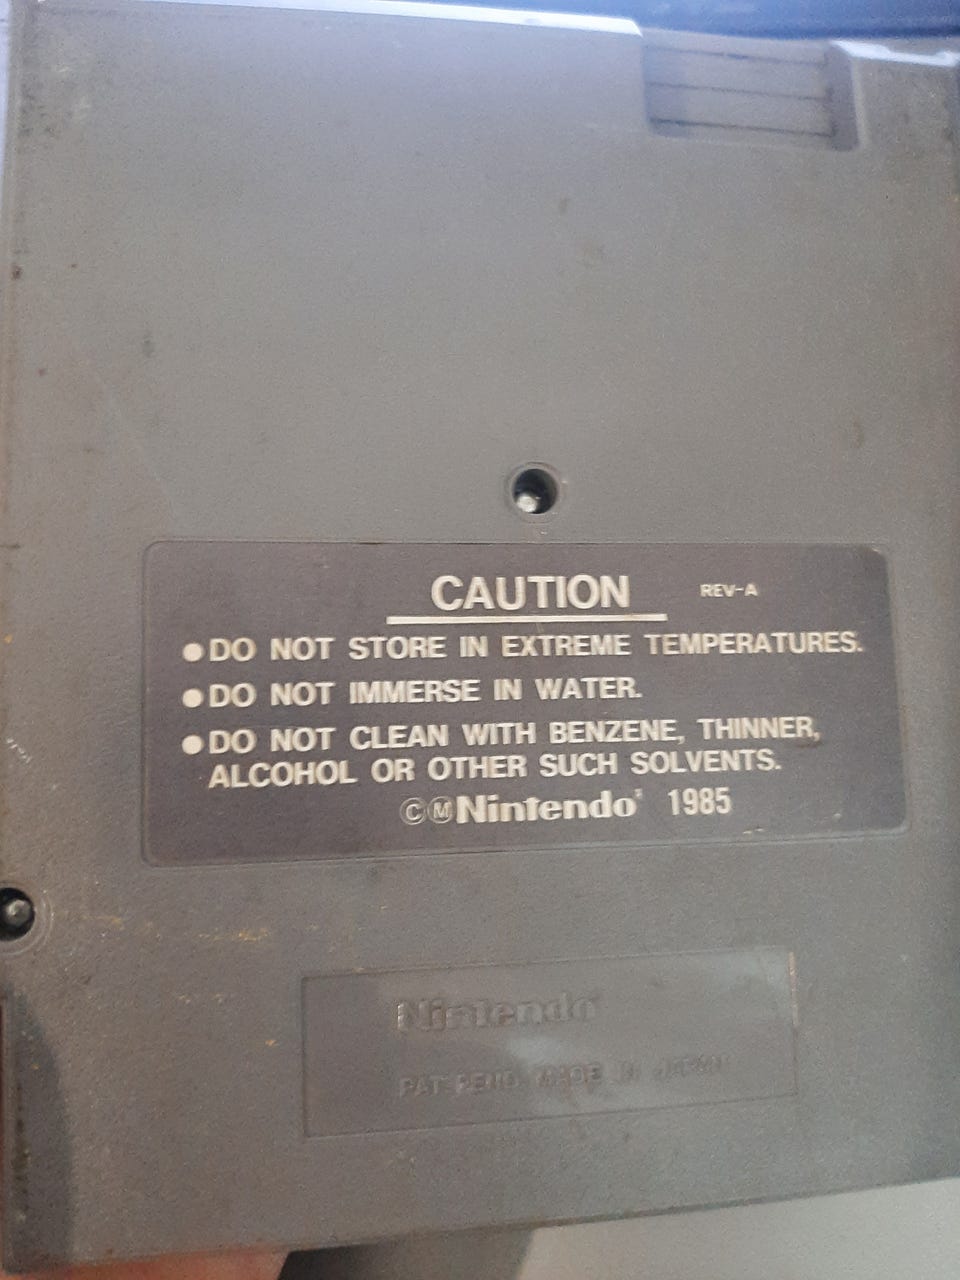 CAUTION REV-A
●DO NOT STORE IN EXTREME TEMPERATURES.
●DO NOT IMMERSE IN WATER.
●DO NOT CLEAN WITH BENZENE, THINNER,
ALCOHOL OR OTHER SUCH SOLVENTS.
ⒸⓂNintendo® 1985
Nintendo®
PAT. PEND. MADE IN JAPAN